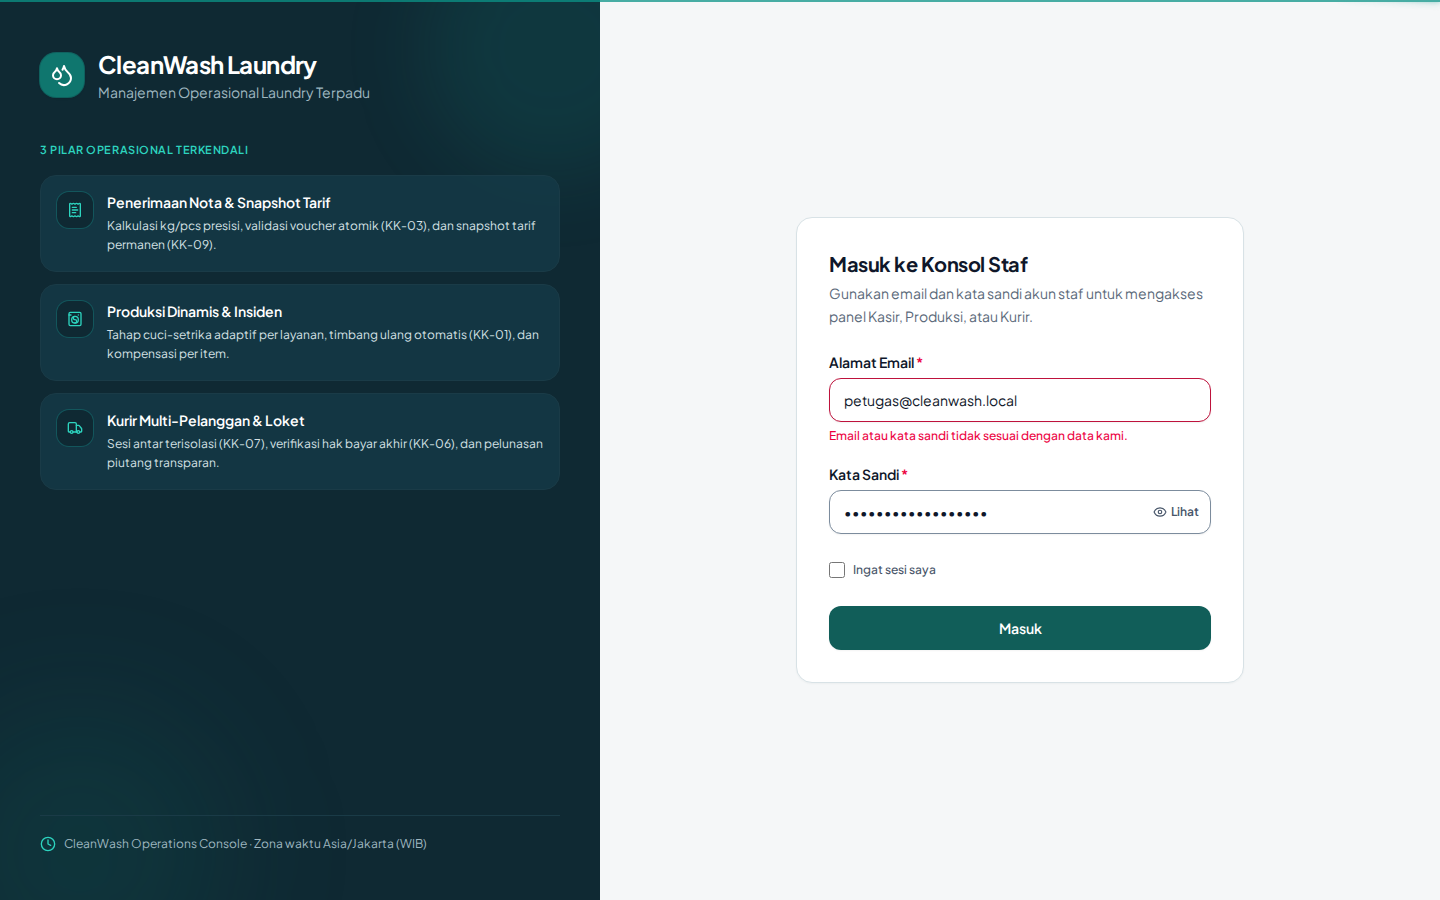 CleanWash Laundry
Manajemen Operasional Laundry Terpadu
3 PILAR OPERASIONAL TERKENDALI
Penerimaan Nota & Snapshot Tarif
Kalkulasi kg/pcs presisi, validasi voucher atomik (KK-03), dan snapshot tarif
permanen (KK-09).
Produksi Dinamis & Insiden
Tahap cuci-setrika adaptif per layanan, timbang ulang otomatis (KK-01), dan
kompensasi per item.
Kurir Multi-Pelanggan & Loket
Sesi antar terisolasi (KK-07), verifikasi hak bayar akhir (KK-06), dan pelunasan
piutang transparan.
CleanWash Operations Console · Zona waktu Asia/Jakarta (WIB)
Masuk ke Konsol Staf
Gunakan email dan kata sandi akun staf untuk mengakses
panel Kasir, Produksi, atau Kurir.
Alamat Email *
petugas@cleanwash.local
Email atau kata sandi tidak sesuai dengan data kami.
Kata Sandi *
••••••••••••••••••
Lihat
Ingat sesi saya
Masuk